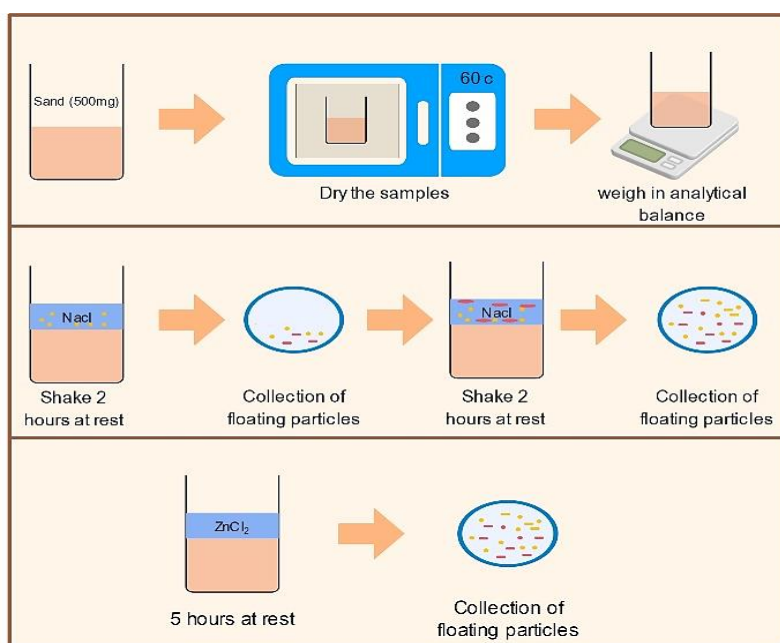 Sand (500mg)
60 c
Dry the samples
weigh in analytical
balance
Nacl
Shake 2
hours at rest
Collection of
floating particles
Nacl
Shake 2
hours at rest
Collection of
floating particles
ZnCl₂
5 hours at rest
Collection of
floating particles